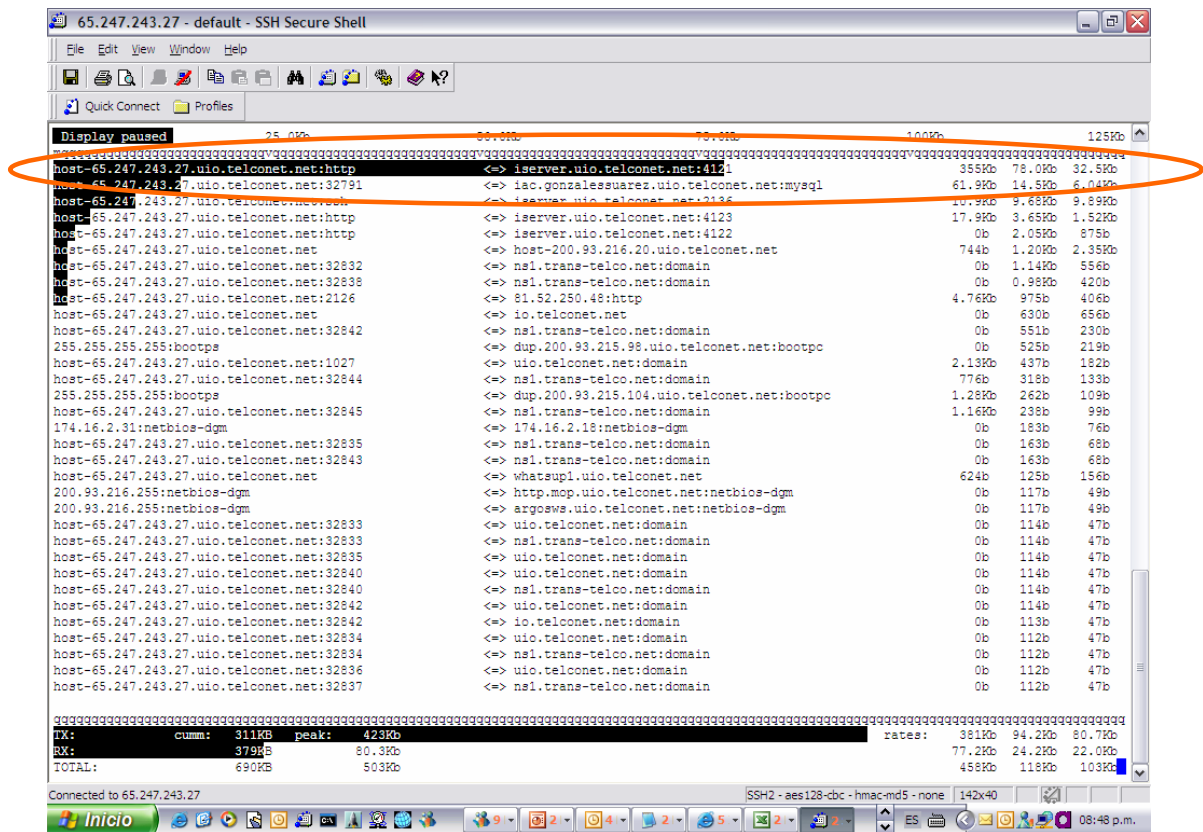 65.247.243.27 - default - SSH Secure Shell
File Edit View Window Help
Quick Connect Profiles
Display paused 25.0Kb 100Kb 125Kb
host-65.247.243.27.uio.telconet.net:http <=> iserver.uio.telconet.net:4121 355Kb 78.0Kb 32.5Kb
host-65.247.243.27.uio.telconet.net:32791 <=> iac.gonzalessuarez.uio.telconet.net:mysql 61.9Kb 14.5Kb 6.04Kb
host-65.247.243.27.uio.telconet.net:ssh <=> iserver.uio.telconet.net:2136 10.9Kb 9.68Kb 9.89Kb
host-65.247.243.27.uio.telconet.net:http <=> iserver.uio.telconet.net:4123 17.9Kb 3.65Kb 1.52Kb
host-65.247.243.27.uio.telconet.net:http <=> iserver.uio.telconet.net:4122 0b 2.05Kb 875b
host-65.247.243.27.uio.telconet.net <=> host-200.93.216.20.uio.telconet.net 744b 1.20Kb 2.35Kb
host-65.247.243.27.uio.telconet.net:32832 <=> ns1.trans-telco.net:domain 0b 1.14Kb 556b
host-65.247.243.27.uio.telconet.net:32838 <=> ns1.trans-telco.net:domain 0b 0.98Kb 420b
host-65.247.243.27.uio.telconet.net:2126 <=> 81.52.250.48:http 4.76Kb 975b 406b
host-65.247.243.27.uio.telconet.net <=> io.telconet.net 0b 630b 656b
host-65.247.243.27.uio.telconet.net:32842 <=> ns1.trans-telco.net:domain 0b 551b 230b
255.255.255.255:bootps <=> dup.200.93.215.98.uio.telconet.net:bootpc 0b 525b 219b
host-65.247.243.27.uio.telconet.net:1027 <=> uio.telconet.net:domain 2.13Kb 437b 182b
host-65.247.243.27.uio.telconet.net:32844 <=> ns1.trans-telco.net:domain 776b 318b 133b
255.255.255.255:bootps <=> dup.200.93.215.104.uio.telconet.net:bootpc 1.28Kb 262b 109b
host-65.247.243.27.uio.telconet.net:32845 <=> ns1.trans-telco.net:domain 1.16Kb 238b 99b
174.16.2.31:netbios-dgm <=> 174.16.2.18:netbios-dgm 0b 183b 76b
host-65.247.243.27.uio.telconet.net:32835 <=> ns1.trans-telco.net:domain 0b 163b 68b
host-65.247.243.27.uio.telconet.net:32843 <=> ns1.trans-telco.net:domain 0b 163b 68b
host-65.247.243.27.uio.telconet.net <=> whatsup1.uio.telconet.net 624b 125b 156b
200.93.216.255:netbios-dgm <=> http.mop.uio.telconet.net:netbios-dgm 0b 117b 49b
200.93.216.255:netbios-dgm <=> argosws.uio.telconet.net:netbios-dgm 0b 117b 49b
host-65.247.243.27.uio.telconet.net:32833 <=> uio.telconet.net:domain 0b 114b 47b
host-65.247.243.27.uio.telconet.net:32833 <=> ns1.trans-telco.net:domain 0b 114b 47b
host-65.247.243.27.uio.telconet.net:32835 <=> uio.telconet.net:domain 0b 114b 47b
host-65.247.243.27.uio.telconet.net:32840 <=> uio.telconet.net:domain 0b 114b 47b
host-65.247.243.27.uio.telconet.net:32840 <=> ns1.trans-telco.net:domain 0b 114b 47b
host-65.247.243.27.uio.telconet.net:32842 <=> uio.telconet.net:domain 0b 114b 47b
host-65.247.243.27.uio.telconet.net:32842 <=> io.telconet.net:domain 0b 113b 47b
host-65.247.243.27.uio.telconet.net:32834 <=> uio.telconet.net:domain 0b 112b 47b
host-65.247.243.27.uio.telconet.net:32834 <=> ns1.trans-telco.net:domain 0b 112b 47b
host-65.247.243.27.uio.telconet.net:32836 <=> uio.telconet.net:domain 0b 112b 47b
host-65.247.243.27.uio.telconet.net:32837 <=> ns1.trans-telco.net:domain 0b 112b 47b
TX: cumm: 311KB peak: 423Kb rates: 381Kb 94.2Kb 80.7Kb
RX: 379KB 80.3Kb 77.2Kb 24.2Kb 22.0Kb
TOTAL: 690KB 503Kb 458Kb 118Kb 103Kb
Connected to 65.247.243.27 SSH2 - aes128-cbc - hmac-md5 - none 142x40
Inicio 9 2 4 2 5 2 2 ES 08:48 p.m.